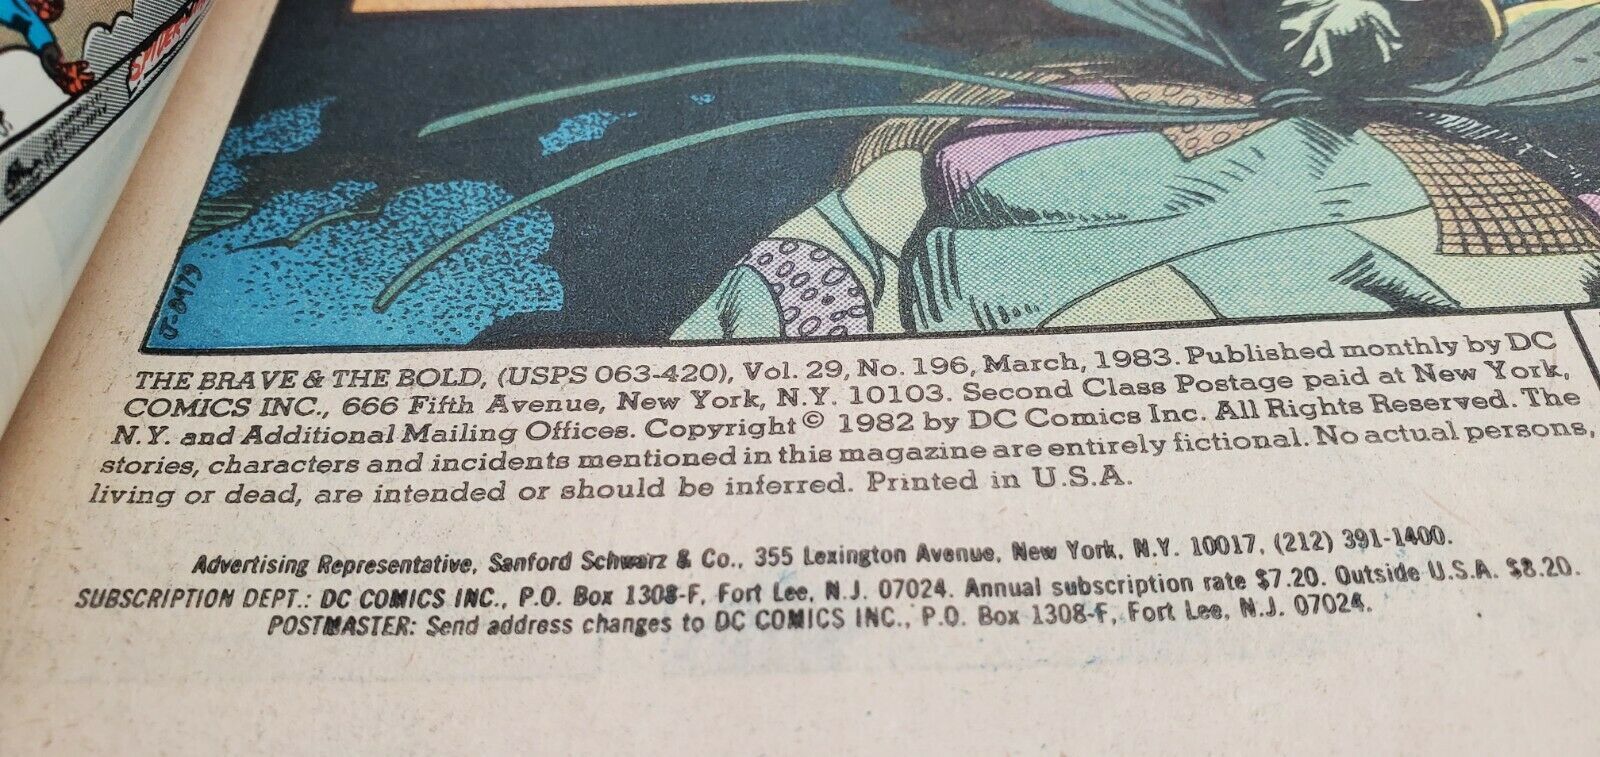 SPIDER
J-8479
THE BRAVE & THE BOLD, (USPS 063-420), Vol. 29, No. 196, March, 1983. Published monthly by DC
COMICS INC., 666 Fifth Avenue, New York, N.Y. 10103. Second Class Postage paid at New York,
N.Y. and Additional Mailing Offices. Copyright © 1982 by DC Comics Inc. All Rights Reserved. The
stories, characters and incidents mentioned in this magazine are entirely fictional. No actual persons,
living or dead, are intended or should be inferred. Printed in U.S.A.
Advertising Representative, Sanford Schwarz & Co., 355 Lexington Avenue, New York, N.Y. 10017, (212) 391-1400.
SUBSCRIPTION DEPT.: DC COMICS INC., P.O. Box 1308-F, Fort Lee, N.J. 07024. Annual subscription rate $7.20. Outside U.S.A. $8.20.
POSTMASTER: Send address changes to DC COMICS INC., P.O. Box 1308-F, Fort Lee, N.J. 07024.